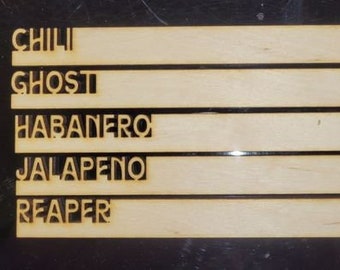 CHILI
GHOST
HABANERO
JALAPENO
REAPER